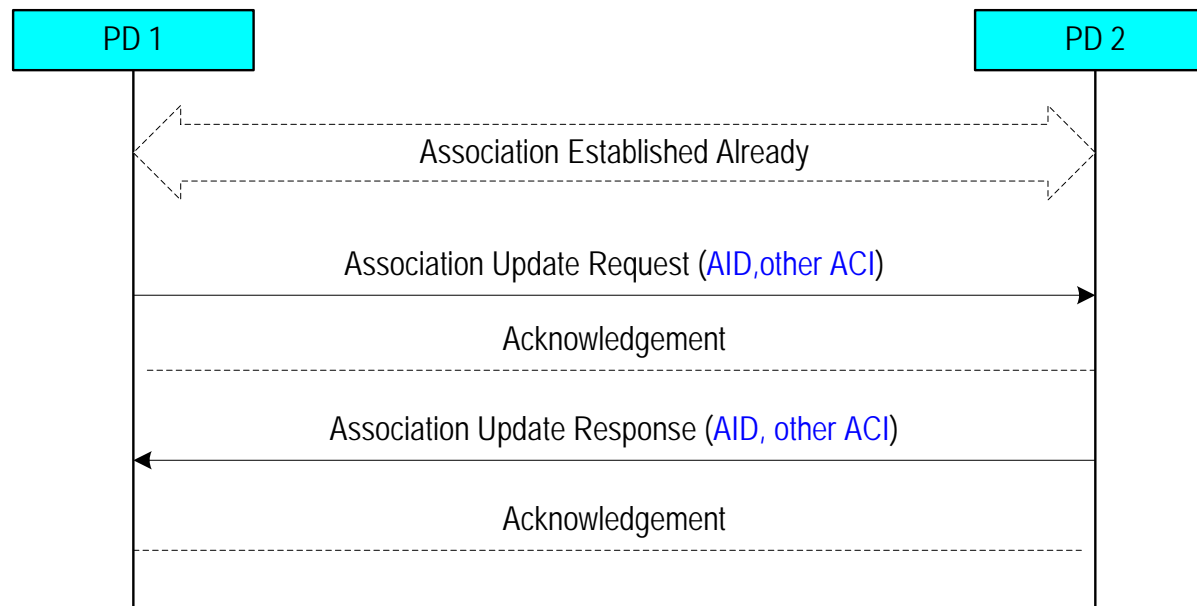 PD 1
PD 2
Association Established Already
Association Update Request (AID,other ACI)
Acknowledgement
Association Update Response (AID, other ACI)
Acknowledgement